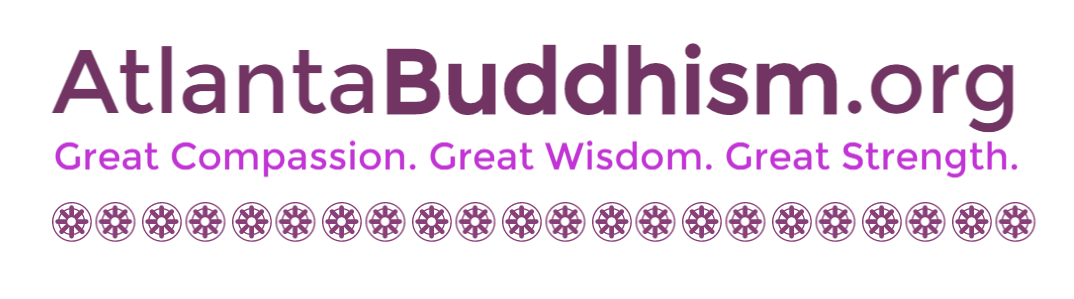 AtlantaBuddhism.org
Great Compassion. Great Wisdom. Great Strength.